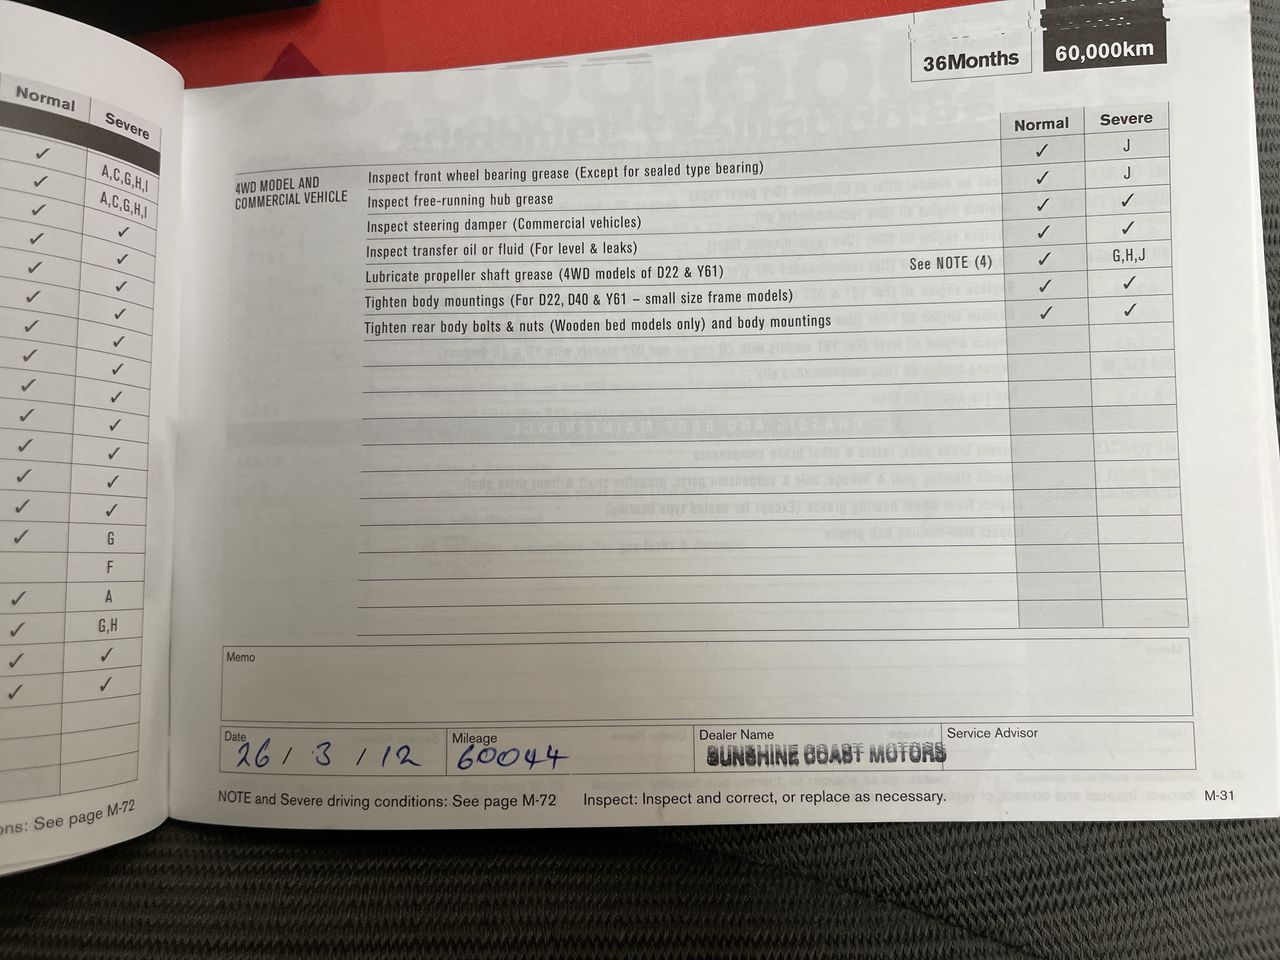 Normal Severe
✓ A,C,G,H,I
✓ A,C,G,H,I
✓ ✓
✓ ✓
✓ ✓
✓ ✓
✓ ✓
✓ ✓
✓ ✓
✓ ✓
✓ ✓
✓ ✓
✓ ✓
✓ G
F
✓ A
✓ G,H
✓ ✓
✓ ✓
ons: See page M-72
36Months 60,000km
Normal Severe
4WD MODEL AND
COMMERCIAL VEHICLE
Inspect front wheel bearing grease (Except for sealed type bearing) ✓ J
Inspect free-running hub grease ✓ J
Inspect steering damper (Commercial vehicles) ✓ ✓
Inspect transfer oil or fluid (For level & leaks) ✓ ✓
Lubricate propeller shaft grease (4WD models of D22 & Y61) See NOTE (4) ✓ G,H,J
Tighten body mountings (For D22, D40 & Y61 – small size frame models) ✓ ✓
Tighten rear body bolts & nuts (Wooden bed models only) and body mountings ✓ ✓
Memo
Date Mileage Dealer Name Service Advisor
26 / 3 / 12 60044 SUNSHINE COAST MOTORS
NOTE and Severe driving conditions: See page M-72 Inspect: Inspect and correct, or replace as necessary.
M-31